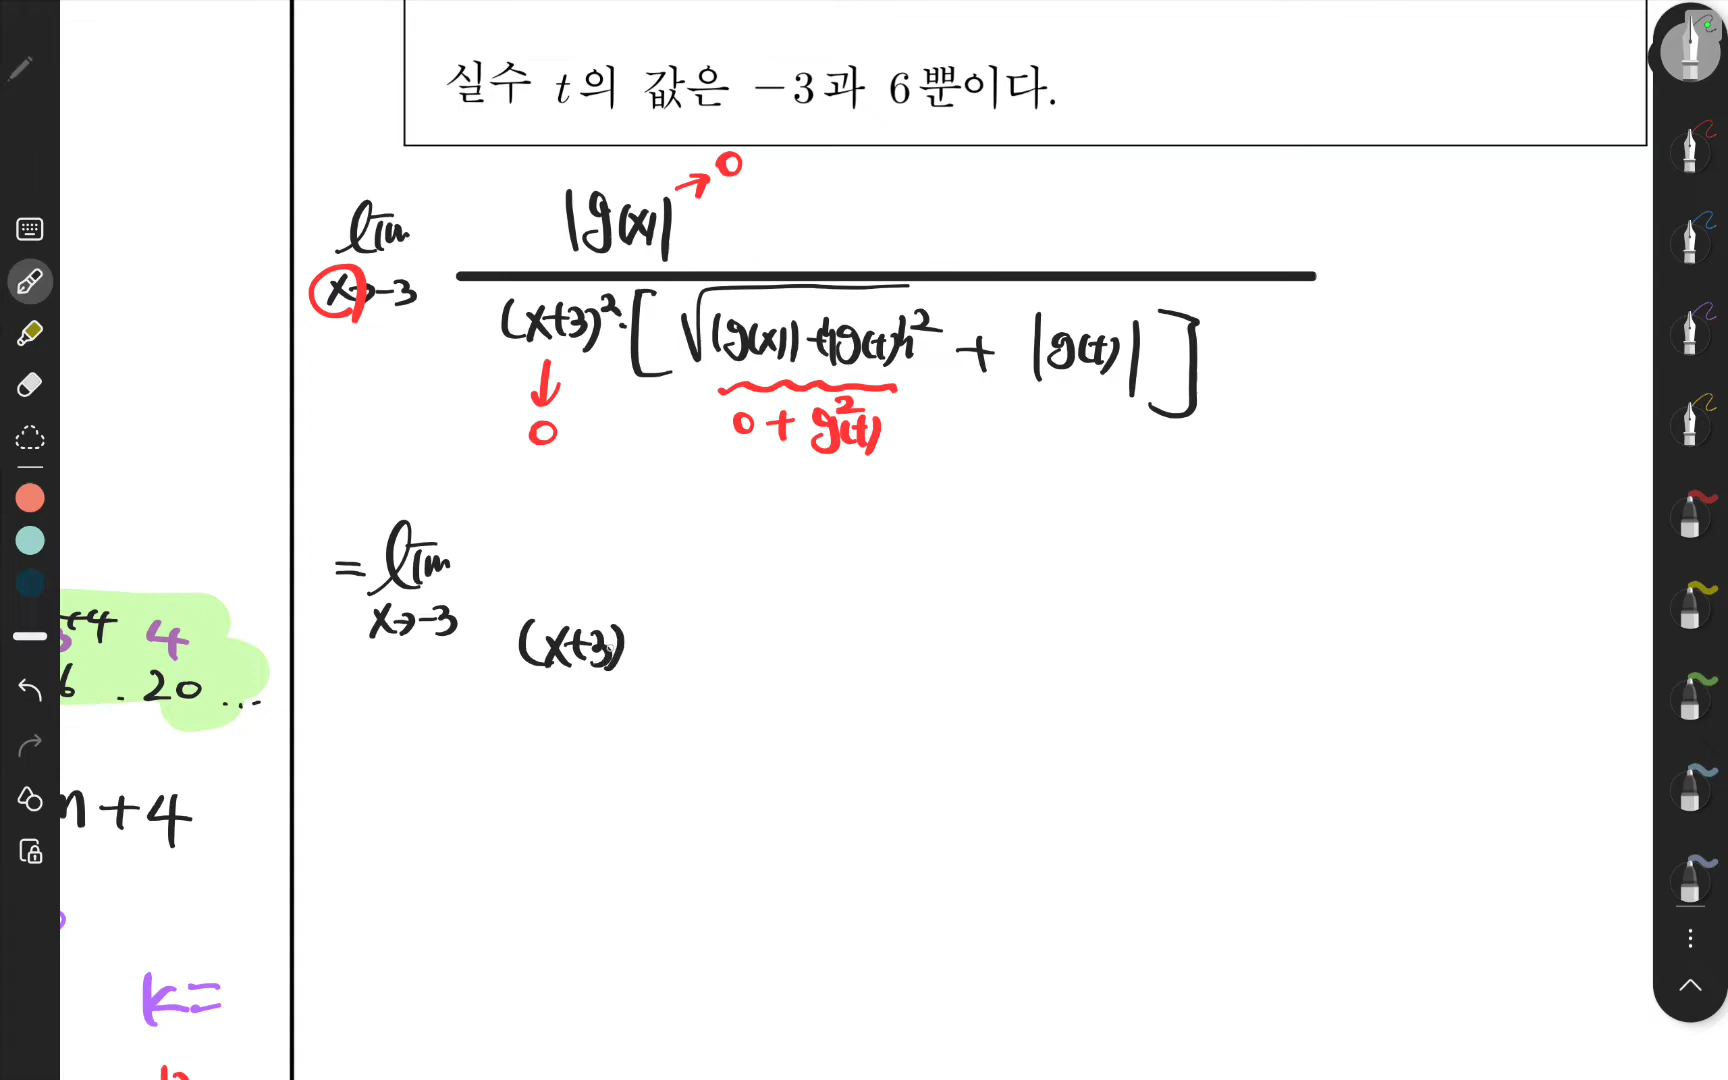 실수 t의 값은 −3과 6뿐이다.
lim x→−3 |g(x)| → 0
(x+3)²·[√(|g(x)|+{g(t)}²) + |g(t)|]
↓ 0
0 + g²(t)
= lim x→−3
(x+3)
+4 4
6 . 20 ...
n+4
k=